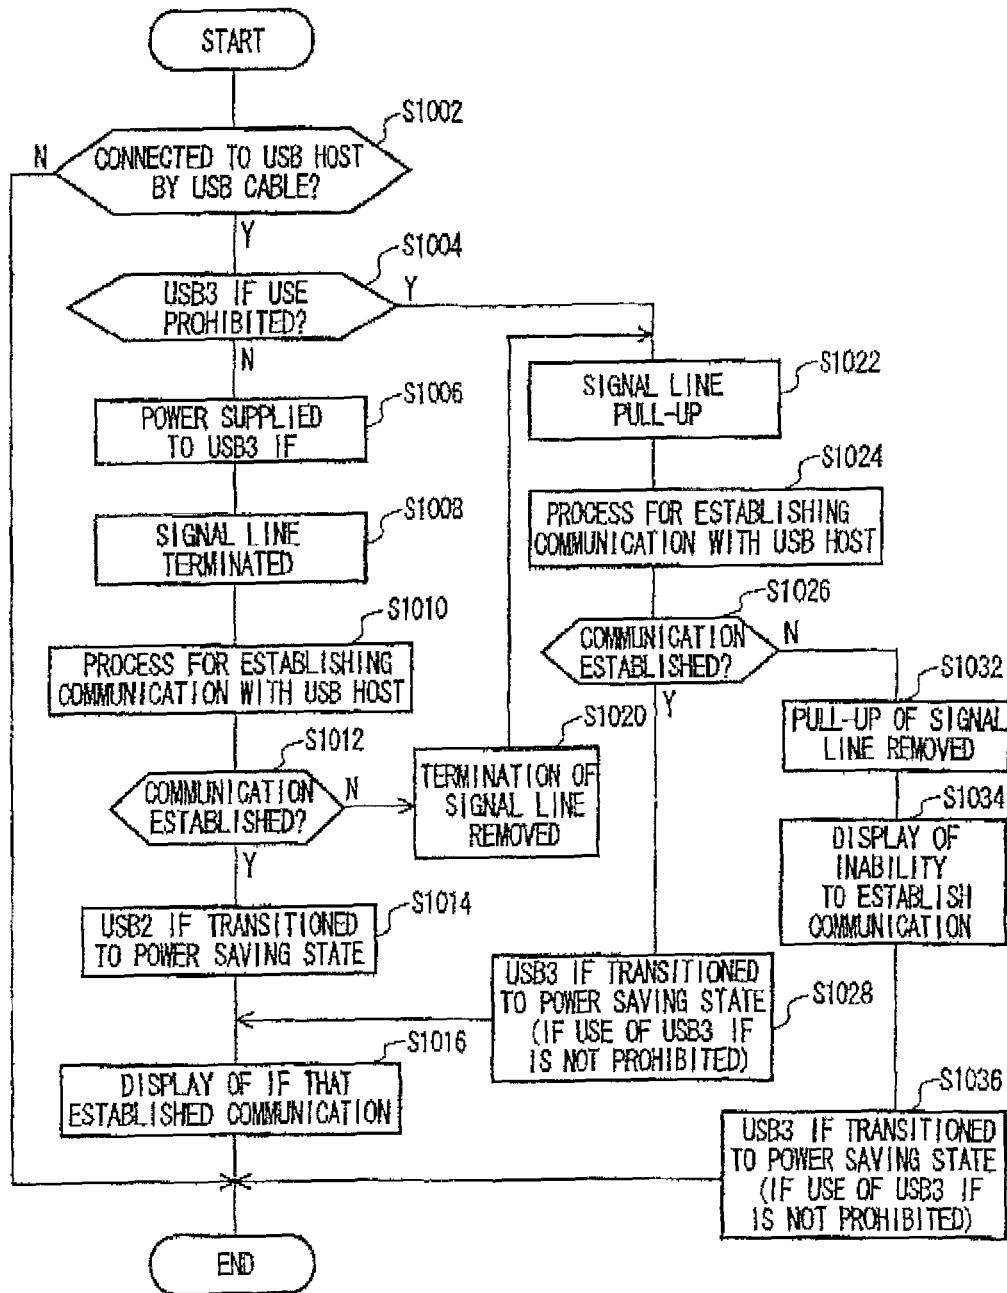 START
S1002
N
CONNECTED TO USB HOST
BY USB CABLE?
Y
S1004
USB3 IF USE
PROHIBITED?
Y
N
S1006
POWER SUPPLIED
TO USB3 IF
S1008
SIGNAL LINE
TERMINATED
S1010
PROCESS FOR ESTABLISHING
COMMUNICATION WITH USB HOST
S1012
COMMUNICATION
ESTABLISHED?
N
Y
S1020
TERMINATION OF
SIGNAL LINE
REMOVED
S1014
USB2 IF TRANSITIONED
TO POWER SAVING STATE
S1016
DISPLAY OF IF THAT
ESTABLISHED COMMUNICATION
S1022
SIGNAL LINE
PULL-UP
S1024
PROCESS FOR ESTABLISHING
COMMUNICATION WITH USB HOST
S1026
COMMUNICATION
ESTABLISHED?
N
Y
S1028
USB3 IF TRANSITIONED
TO POWER SAVING STATE
(IF USE OF USB3 IF
IS NOT PROHIBITED)
S1032
PULL-UP OF SIGNAL
LINE REMOVED
S1034
DISPLAY OF
INABILITY
TO ESTABLISH
COMMUNICATION
S1036
USB3 IF TRANSITIONED
TO POWER SAVING STATE
(IF USE OF USB3 IF
IS NOT PROHIBITED)
END